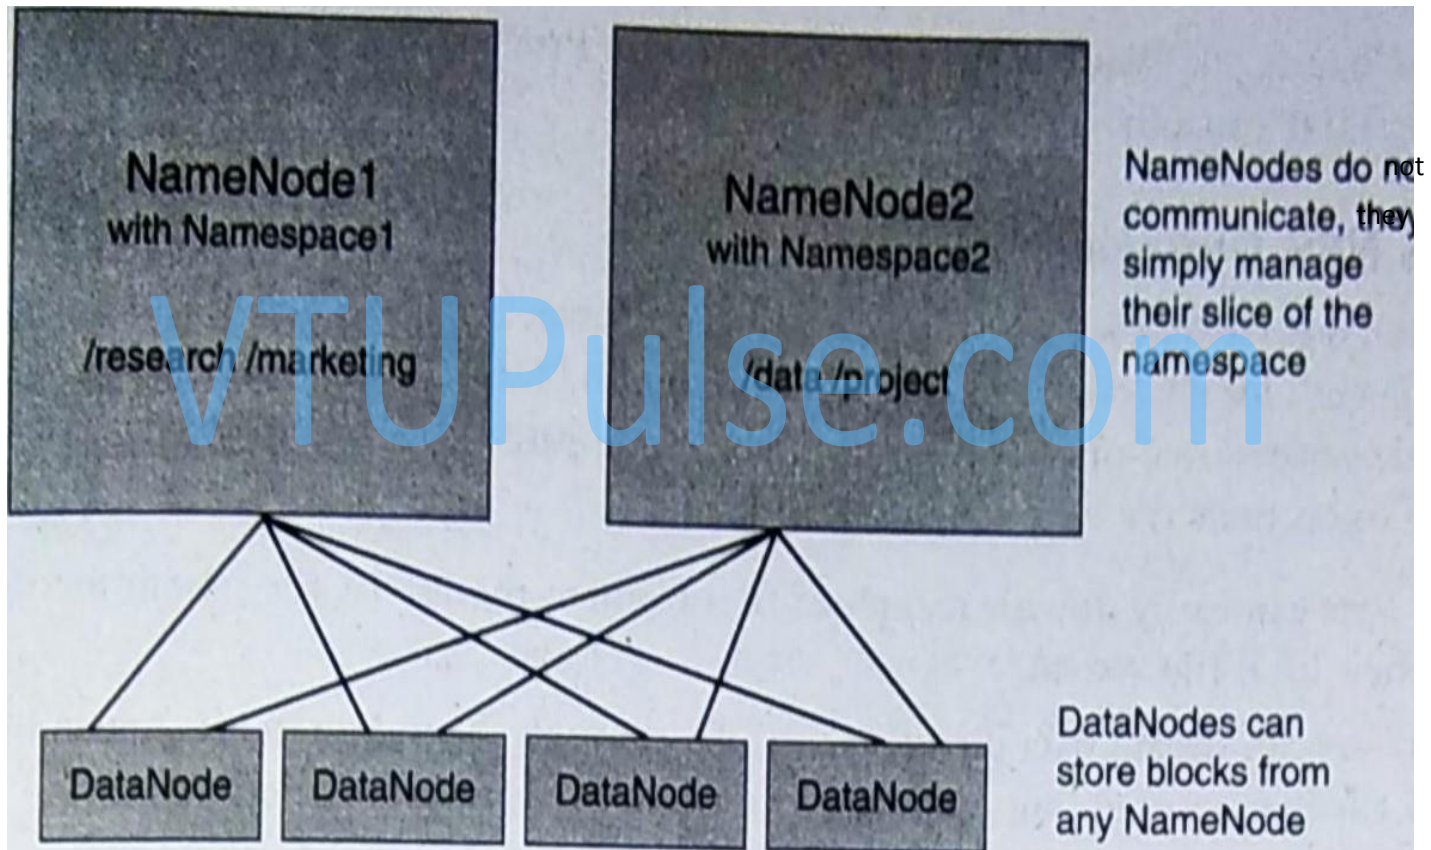 NameNode1
with Namespace1
/research /marketing
NameNode2
with Namespace2
/data /project
NameNodes do not
communicate, they
simply manage
their slice of the
namespace
VTUPulse.com
DataNode
DataNode
DataNode
DataNode
DataNodes can
store blocks from
any NameNode